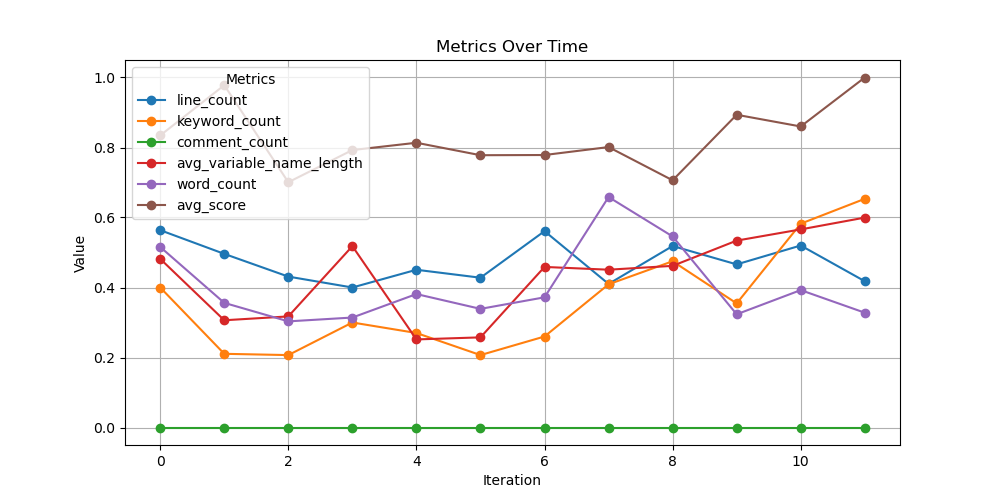 Metrics Over Time
Metrics
line_count
keyword_count
comment_count
avg_variable_name_length
word_count
avg_score
Value
1.0
0.8
0.6
0.4
0.2
0.0
0 2 4 6 8 10
Iteration